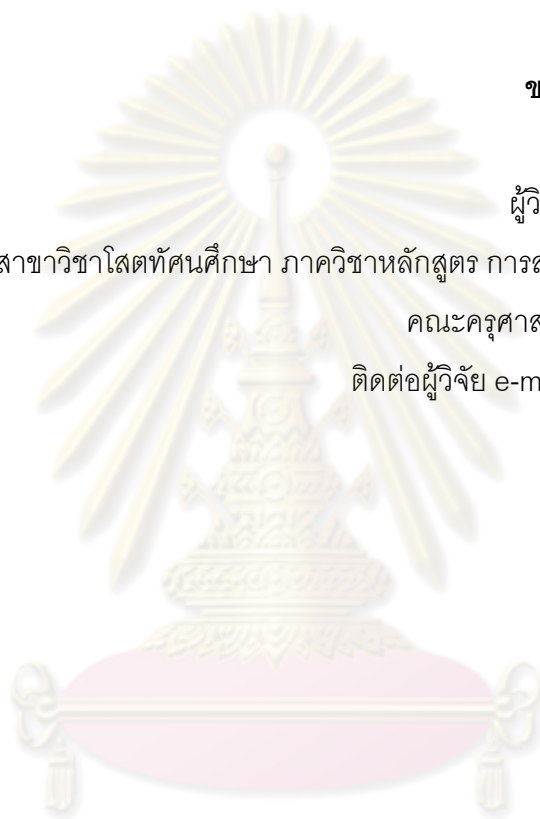 ข
ผู้วิ
สาขาวิชาโสตทัศนศึกษา ภาควิชาหลักสูตร การส
คณะครุศาส
ติดต่อผู้วิจัย e-m